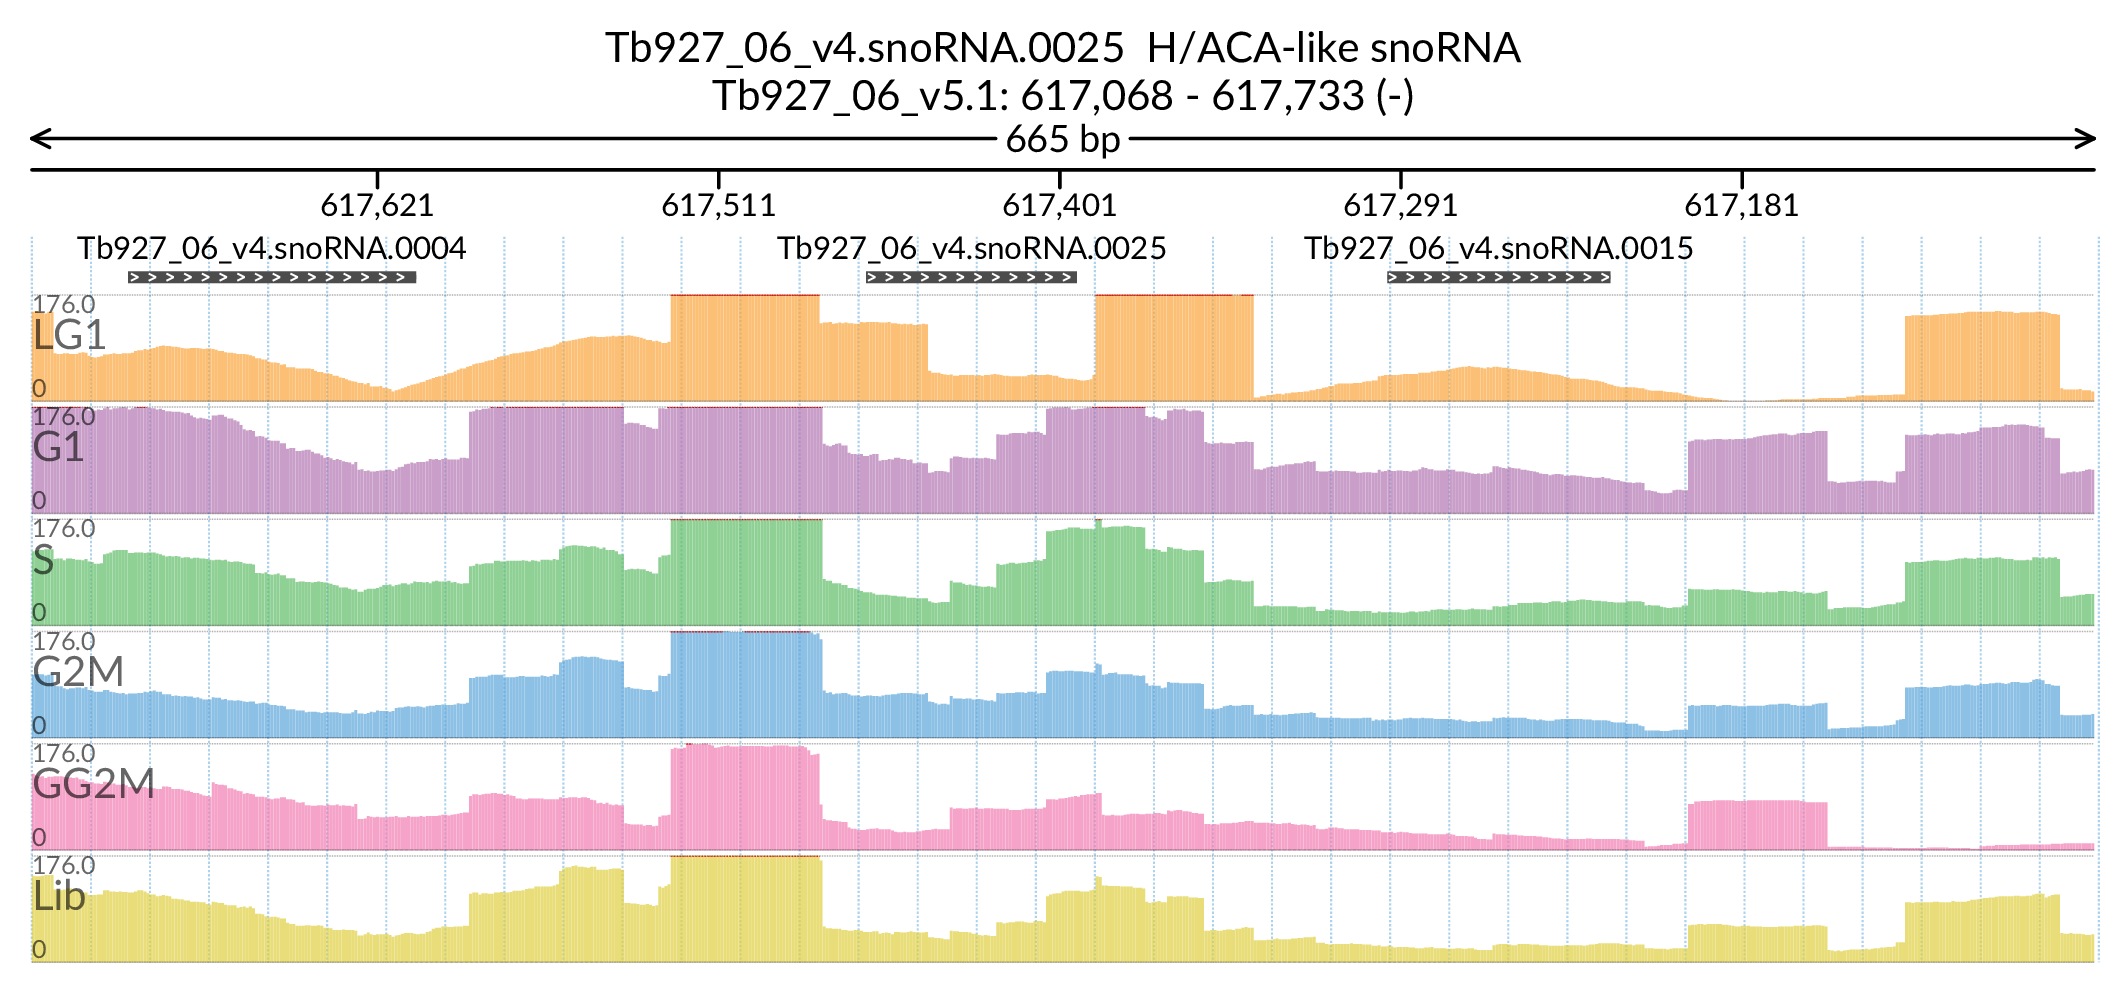 Tb927_06_v4.snoRNA.0025 H/ACA-like snoRNA
Tb927_06_v5.1: 617,068 - 617,733 (-)
665 bp
617,621 617,511 617,401 617,291 617,181
Tb927_06_v4.snoRNA.0004 Tb927_06_v4.snoRNA.0025 Tb927_06_v4.snoRNA.0015
176.0
LG1
0
176.0
G1
0
176.0
S
0
176.0
G2M
0
176.0
GG2M
0
176.0
Lib
0